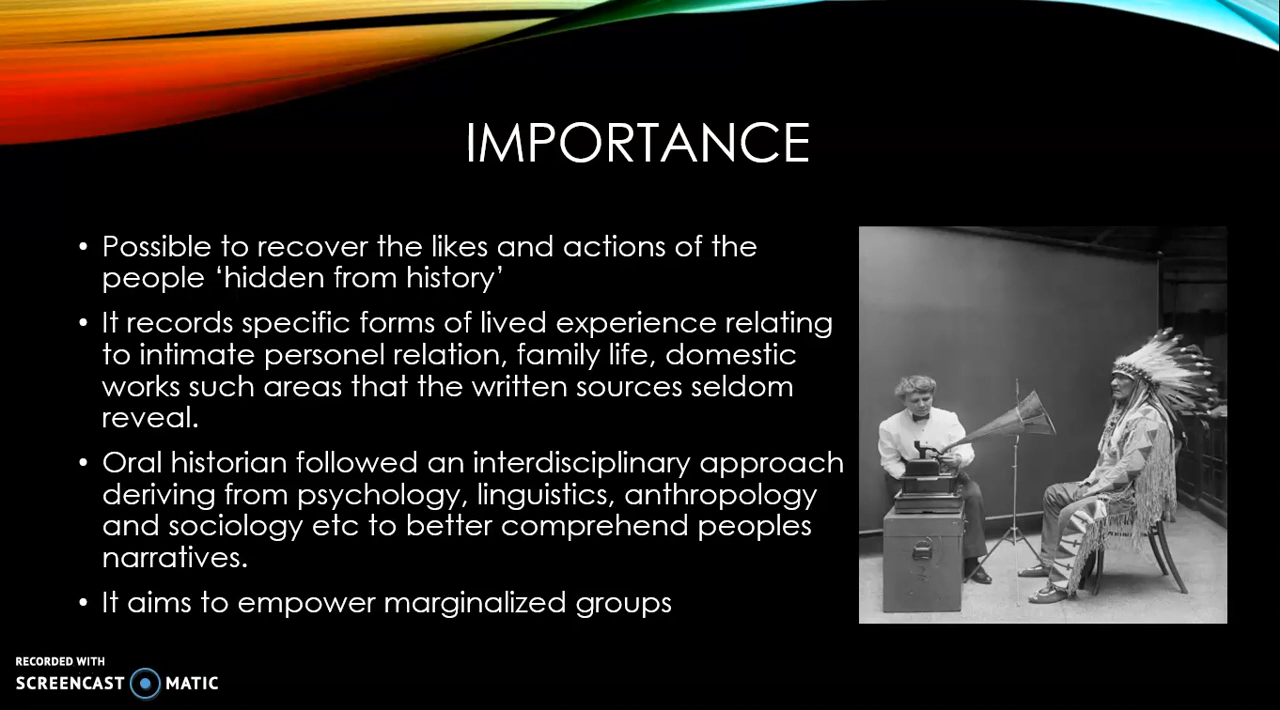 IMPORTANCE
• Possible to recover the likes and actions of the
people ‘hidden from history’
• It records specific forms of lived experience relating
to intimate personel relation, family life, domestic
works such areas that the written sources seldom
reveal.
• Oral historian followed an interdisciplinary approach
deriving from psychology, linguistics, anthropology
and sociology etc to better comprehend peoples
narratives.
• It aims to empower marginalized groups
RECORDED WITH
SCREENCAST MATIC